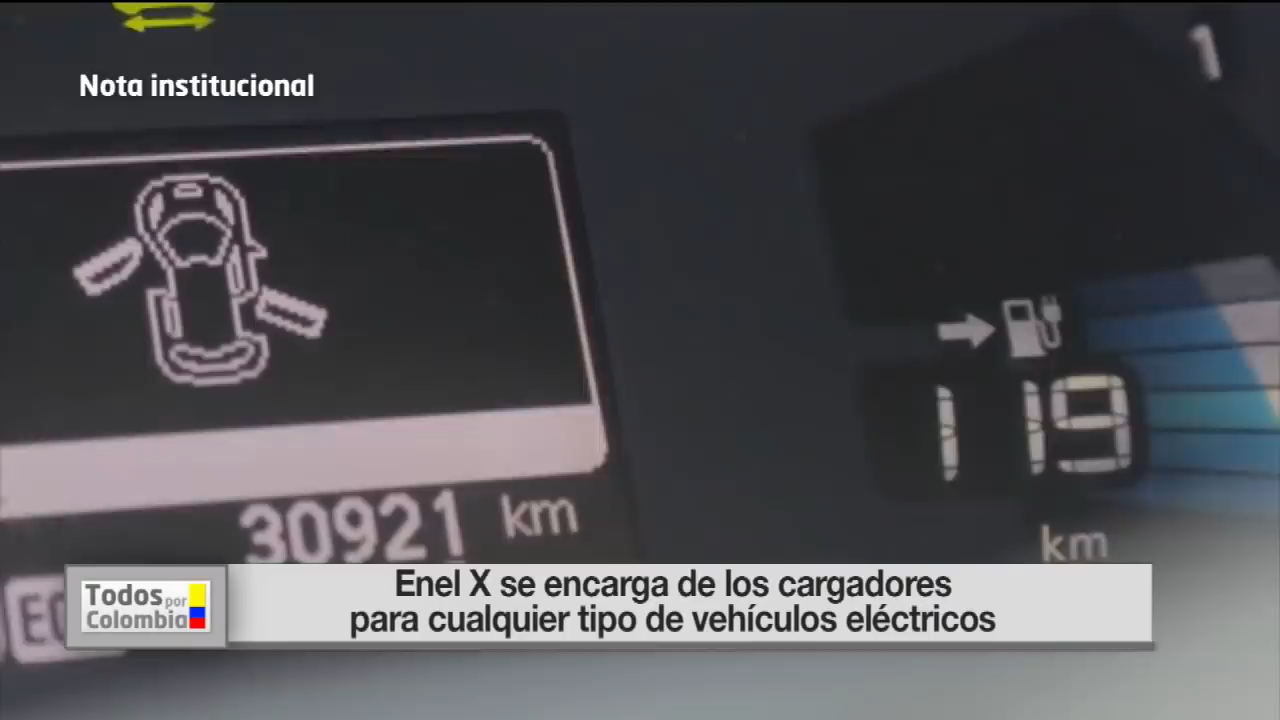 Nota institucional
1
119
30921 km
km
Enel X se encarga de los cargadores
para cualquier tipo de vehículos eléctricos
Todos por
Colombia